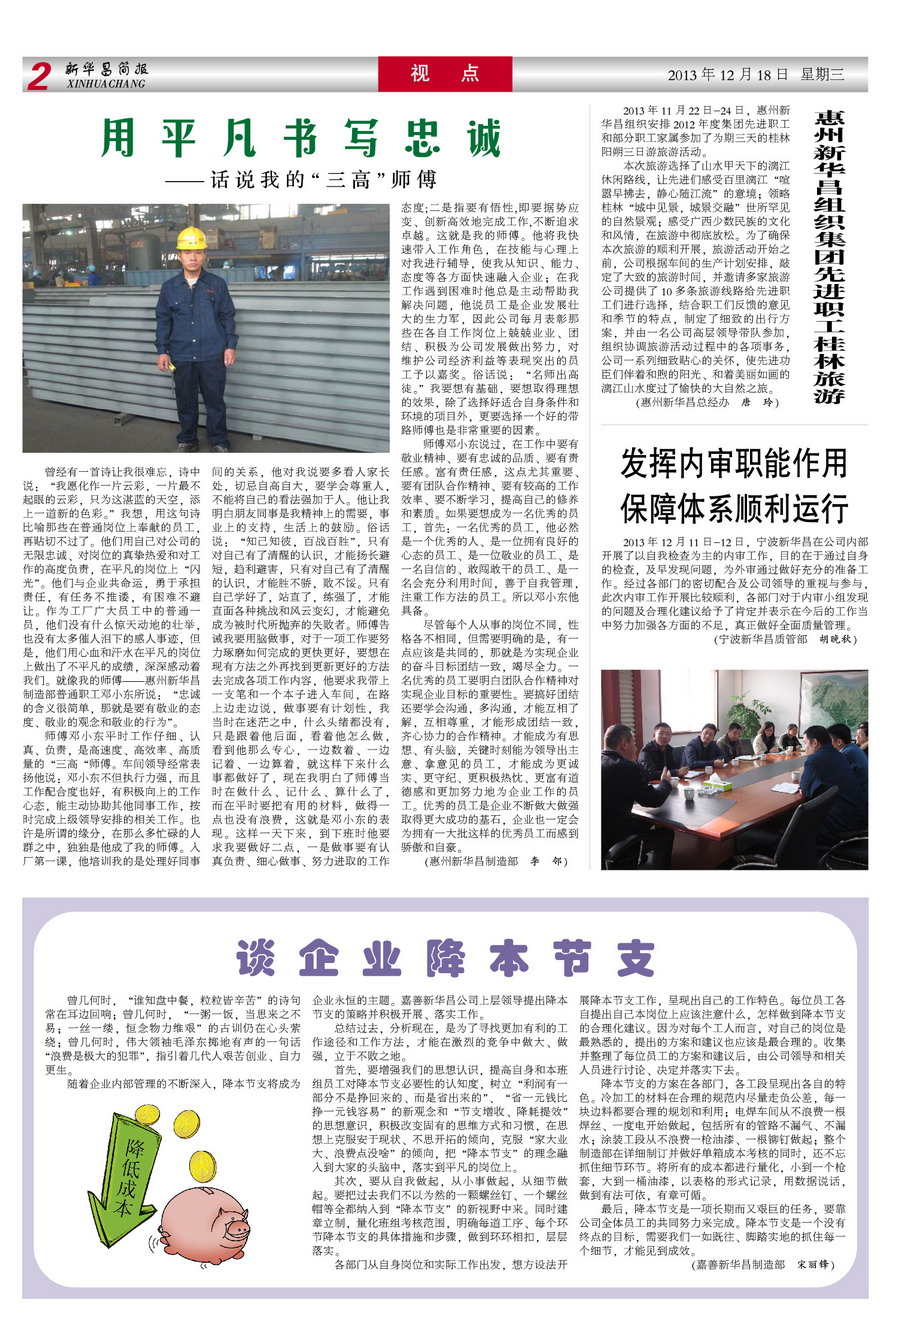 2
新华昌简报
XINHUACHANG
视 点
2013 年 12 月 18 日 星期三
用平凡书写忠诚
——话说我的“三高”师傅
曾经有一首诗让我很难忘，诗中
说：“我愿化作一片云彩，一片最不
起眼的云彩，只为这湛蓝的天空，添
上一道新的色彩。”我想，用这句诗
比喻那些在普通岗位上奉献的员工，
再贴切不过了。他们用自己对公司的
无限忠诚、对岗位的真挚热爱和对工
作的高度负责，在平凡的岗位上“闪
光”。他们与企业共命运，勇于承担
责任，有任务不推诿，有困难不避
让。作为工厂广大员工中的普通一
员，他们没有什么惊天动地的壮举，
也没有太多催人泪下的感人事迹，但
是，他们用心血和汗水在平凡的岗位
上做出了不平凡的成绩，深深感动着
我们。就像我的师傅——惠州新华昌
制造部普通职工邓小东所说：“忠诚
的含义很简单，那就是要有敬业的态
度、敬业的观念和敬业的行为”。
师傅邓小东平时工作仔细、认
真、负责，是高速度、高效率、高质
量的“三高“师傅。车间领导经常表
扬他说：邓小东不但执行力强，而且
工作配合度也好，有积极向上的工作
心态，能主动协助其他同事工作，按
时完成上级领导安排的相关工作。也
许是所谓的缘分，在那么多忙碌的人
群之中，独独是他成了我的师傅。入
厂第一课，他培训我的是处理好同事
间的关系，他对我说要多看人家长
处，切忌自高自大，要学会尊重人，
不能将自己的看法强加于人。他让我
明白朋友同事是我精神上的需要，事
业上的支持，生活上的鼓励。俗话
说：“知己知彼，百战百胜”，只有
对自己有了清醒的认识，才能扬长避
短，趋利避害，只有对自己有了清醒
的认识，才能胜不骄，败不馁。只有
自己学好了，站直了，练强了，才能
直面各种挑战和风云变幻，才能避免
成为被时代所抛弃的失败者。师傅告
诫我要用脑做事，对于一项工作要努
力琢磨如何完成的更快更好，要想在
现有方法之外再找到更新更好的方法
去完成各项工作内容，他要求我带上
一支笔和一个本子进入车间，在路
上边走边说，做事要有计划性，我
当时在迷茫之中，什么头绪都没有，
只是跟着他后面，看着他怎么做，
看到他那么专心，一边数着、一边
记着、一边算着，就这样下来什么
事都做好了，现在我明白了师傅当
时在做什么、记什么、算什么了，
而在平时要把有用的材料，做得一
点也没有浪费，这就是邓小东的表
现。这样一天下来，到下班时他要
求我要做好二点，一是做事要有认
真负责、细心做事、努力进取的工作
态度;二是指要有悟性,即要据势应
变、创新高效地完成工作,不断追求
卓越。这就是我的师傅。他将我快
速带入工作角色，在技能与心理上
对我进行辅导，使我从知识、能力、
态度等各方面快速融入企业；在我
工作遇到困难时他总是主动帮助我
解决问题，他说员工是企业发展壮
大的生力军，因此公司每月表彰那
些在各自工作岗位上兢兢业业、团
结、积极为公司发展做出努力，对
维护公司经济利益等表现突出的员
工予以嘉奖。俗话说：“名师出高
徒。”我要想有基础，要想取得理想
的效果，除了选择好适合自身条件和
环境的项目外，更要选择一个好的带
路师傅也是非常重要的因素。
师傅邓小东说过，在工作中要有
敬业精神、要有忠诚的品质、要有责
任感。富有责任感，这点尤其重要、
要有团队合作精神、要有较高的工作
效率、要不断学习，提高自己的修养
和素质。如果要想成为一名优秀的员
工，首先：一名优秀的员工，他必然
是一个优秀的人、是一位拥有良好的
心态的员工、是一位敬业的员工、是
一名自信的、敢闯敢干的员工、是一
名会充分利用时间，善于自我管理，
注重工作方法的员工。所以邓小东他
具备。
尽管每个人从事的岗位不同，性
格各不相同，但需要明确的是，有一
点应该是共同的，那就是为实现企业
的奋斗目标团结一致，竭尽全力。一
名优秀的员工要明白团队合作精神对
实现企业目标的重要性。要搞好团结
还要学会沟通，多沟通，才能互相了
解，互相尊重，才能形成团结一致，
齐心协力的合作精神。才能成为有思
想、有头脑，关键时刻能为领导出主
意、拿意见的员工，才能成为更诚
实、更守纪、更积极热忱、更富有道
德感和更加努力地为企业工作的员
工。优秀的员工是企业不断做大做强
取得更大成功的基石，企业也一定会
为拥有一大批这样的优秀员工而感到
骄傲和自豪。
(惠州新华昌制造部 李 邻)
惠州新华昌组织集团先进职工桂林旅游
2013 年 11 月 22 日-24 日，惠州新
华昌组织安排 2012 年度集团先进职工
和部分职工家属参加了为期三天的桂林
阳朔三日游旅游活动。
本次旅游选择了山水甲天下的漓江
休闲路线，让先进们感受百里漓江“喧
嚣早拂去，静心随江流”的意境；领略
桂林“城中见景，城景交融”世所罕见
的自然景观；感受广西少数民族的文化
和风情，在旅游中彻底放松。为了确保
本次旅游的顺利开展，旅游活动开始之
前，公司根据车间的生产计划安排，敲
定了大致的旅游时间，并邀请多家旅游
公司提供了 10 多条旅游线路给先进职
工们进行选择，结合职工们反馈的意见
和季节的特点，制定了细致的出行方
案，并由一名公司高层领导带队参加，
组织协调旅游活动过程中的各项事务，
公司一系列细致贴心的关怀，使先进功
臣们伴着和煦的阳光、和着美丽如画的
漓江山水度过了愉快的大自然之旅。
(惠州新华昌总经办 唐 玲)
发挥内审职能作用
保障体系顺利运行
2013 年 12 月 11 日-12 日，宁波新华昌在公司内部
开展了以自我检查为主的内审工作，目的在于通过自身
的检查，及早发现问题，为外审通过做好充分的准备工
作。经过各部门的密切配合及公司领导的重视与参与，
此次内审工作开展比较顺利，各部门对于内审小组发现
的问题及合理化建议给予了肯定并表示在今后的工作当
中努力加强各方面的不足，真正做好全面质量管理。
(宁波新华昌质管部 胡晚秋)
谈企业降本节支
曾几何时，“谁知盘中餐，粒粒皆辛苦”的诗句
常在耳边回响；曾几何时，“一粥一饭，当思来之不
易；一丝一缕，恒念物力维艰”的古训仍在心头萦
绕；曾几何时，伟大领袖毛泽东掷地有声的一句话
“浪费是极大的犯罪”，指引着几代人艰苦创业、自力
更生。
随着企业内部管理的不断深入，降本节支将成为
降低成本
企业永恒的主题。嘉善新华昌公司上层领导提出降本
节支的策略并积极开展、落实工作。
总结过去，分析现在，是为了寻找更加有利的工
作途径和工作方法，才能在激烈的竞争中做大、做
强，立于不败之地。
首先，要增强我们的思想认识，提高自身和本班
组员工对降本节支必要性的认知度，树立“利润有一
部分不是挣回来的、而是省出来的”、“省一元钱比
挣一元钱容易”的新观念和“节支增收、降耗提效”
的思想意识，积极改变固有的思维方式和习惯，在思
想上克服安于现状、不思开拓的倾向，克服“家大业
大、浪费点没啥”的倾向，把“降本节支”的理念融
入到大家的头脑中，落实到平凡的岗位上。
其次，要从自我做起，从小事做起，从细节做
起。要把过去我们不以为然的一颗螺丝钉、一个螺丝
帽等全都纳入到“降本节支”的新视野中来。同时建
章立制，量化班组考核范围，明确每道工序、每个环
节降本节支的具体措施和步骤，做到环环相扣，层层
落实。
各部门从自身岗位和实际工作出发，想方设法开
展降本节支工作，呈现出自己的工作特色。每位员工各
自提出自己本岗位上应该注意什么，怎样做到降本节支
的合理化建议。因为对每个工人而言，对自己的岗位是
最熟悉的，提出的方案和建议也应该是最合理的。收集
并整理了每位员工的方案和建议后，由公司领导和相关
人员进行讨论、决定并落实下去。
降本节支的方案在各部门，各工段呈现出各自的特
色。冷加工的材料在合理的规范内尽量走负公差，每一
块边料都要合理的规划和利用；电焊车间从不浪费一根
焊丝、一度电开始做起，包括所有的管路不漏气、不漏
水；涂装工段从不浪费一枪油漆、一根铆钉做起；整个
制造部在详细制订并做好单箱成本考核的同时，还不忘
抓住细节环节。将所有的成本都进行量化，小到一个枪
套，大到一桶油漆，以表格的形式记录，用数据说话，
做到有法可依，有章可循。
最后，降本节支是一项长期而又艰巨的任务，要靠
公司全体员工的共同努力来完成。降本节支是一个没有
终点的目标，需要我们一如既往、脚踏实地的抓住每一
个细节，才能见到成效。
(嘉善新华昌制造部 宋丽锋)